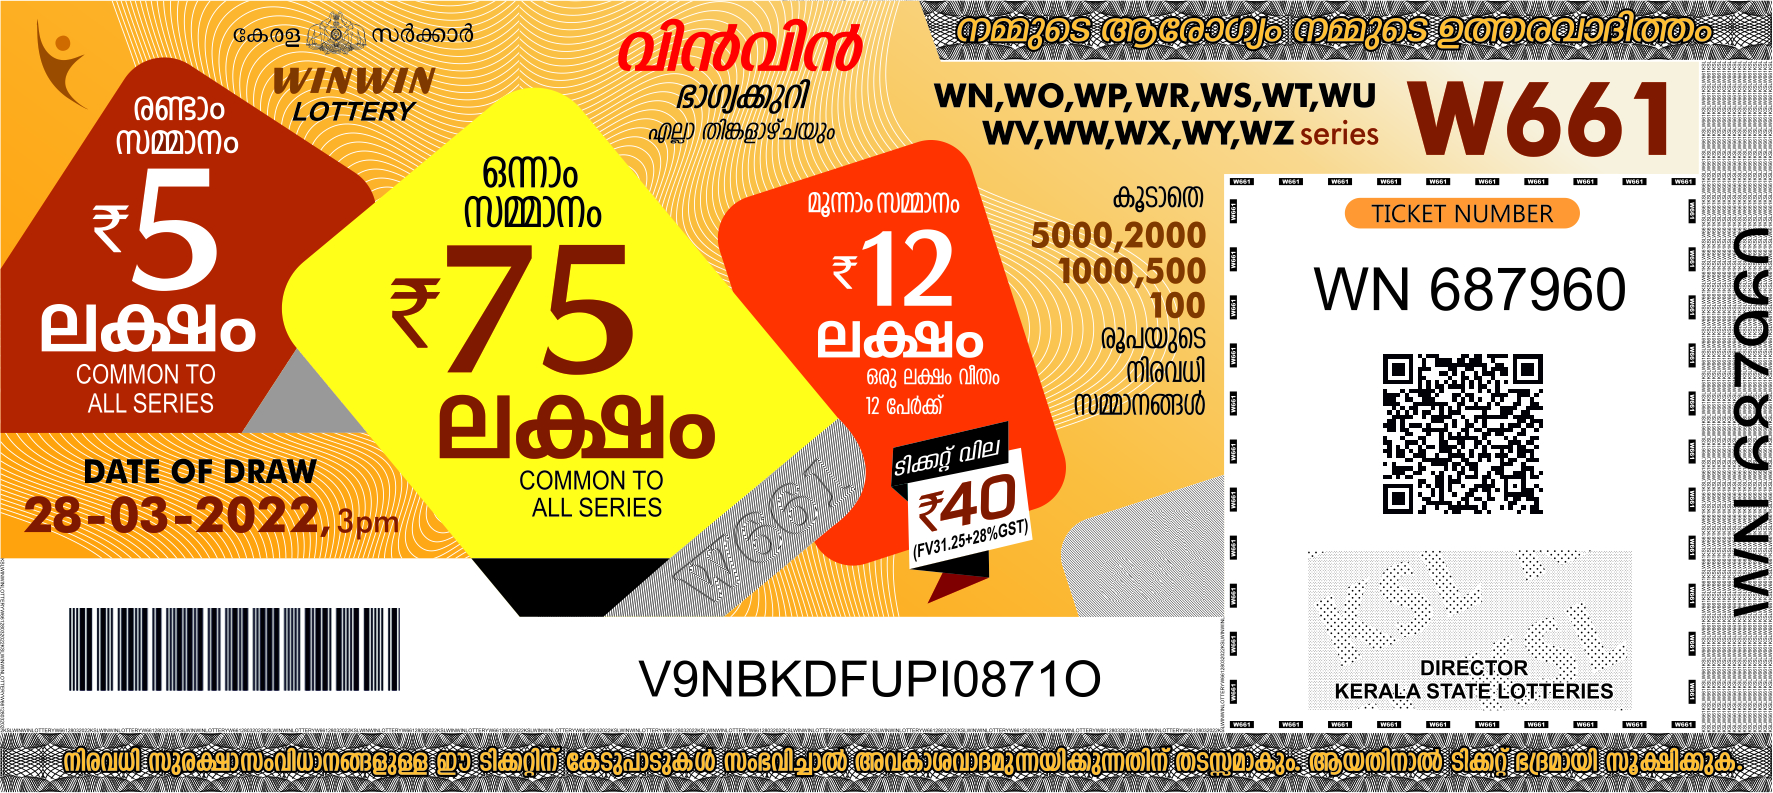 കേരള സർക്കാർ
WINWIN
LOTTERY
വിൻവിൻ
ഭാഗ്യക്കുറി
എല്ലാ തിങ്കളാഴ്ചയും
നമ്മുടെ ആരോഗ്യം നമ്മുടെ ഉത്തരവാദിത്തം
WN,WO,WP,WR,WS,WT,WU
WV,WW,WX,WY,WZ series
W661
രണ്ടാം
സമ്മാനം
₹5
ലക്ഷം
COMMON TO
ALL SERIES
ഒന്നാം
സമ്മാനം
₹75
ലക്ഷം
COMMON TO
ALL SERIES
മൂന്നാം സമ്മാനം
₹12
ലക്ഷം
ഒരു ലക്ഷം വീതം
12 പേർക്ക്
കൂടാതെ
5000,2000
1000,500
100
രൂപയുടെ
നിരവധി
സമ്മാനങ്ങൾ
ടിക്കറ്റ് വില
₹40
(FV31.25+28%GST)
W661
DATE OF DRAW
28-03-2022, 3pm
TICKET NUMBER
WN 687960
WN 687960
KSL
KSL
DIRECTOR
KERALA STATE LOTTERIES
V9NBKDFUPI0871O
നിരവധി സുരക്ഷാസംവിധാനങ്ങളുള്ള ഈ ടിക്കറ്റിന് കേടുപാടുകൾ സംഭവിച്ചാൽ അവകാശവാദമുന്നയിക്കുന്നതിന് തടസ്സമാകും. ആയതിനാൽ ടിക്കറ്റ് ഭദ്രമായി സൂക്ഷിക്കുക.